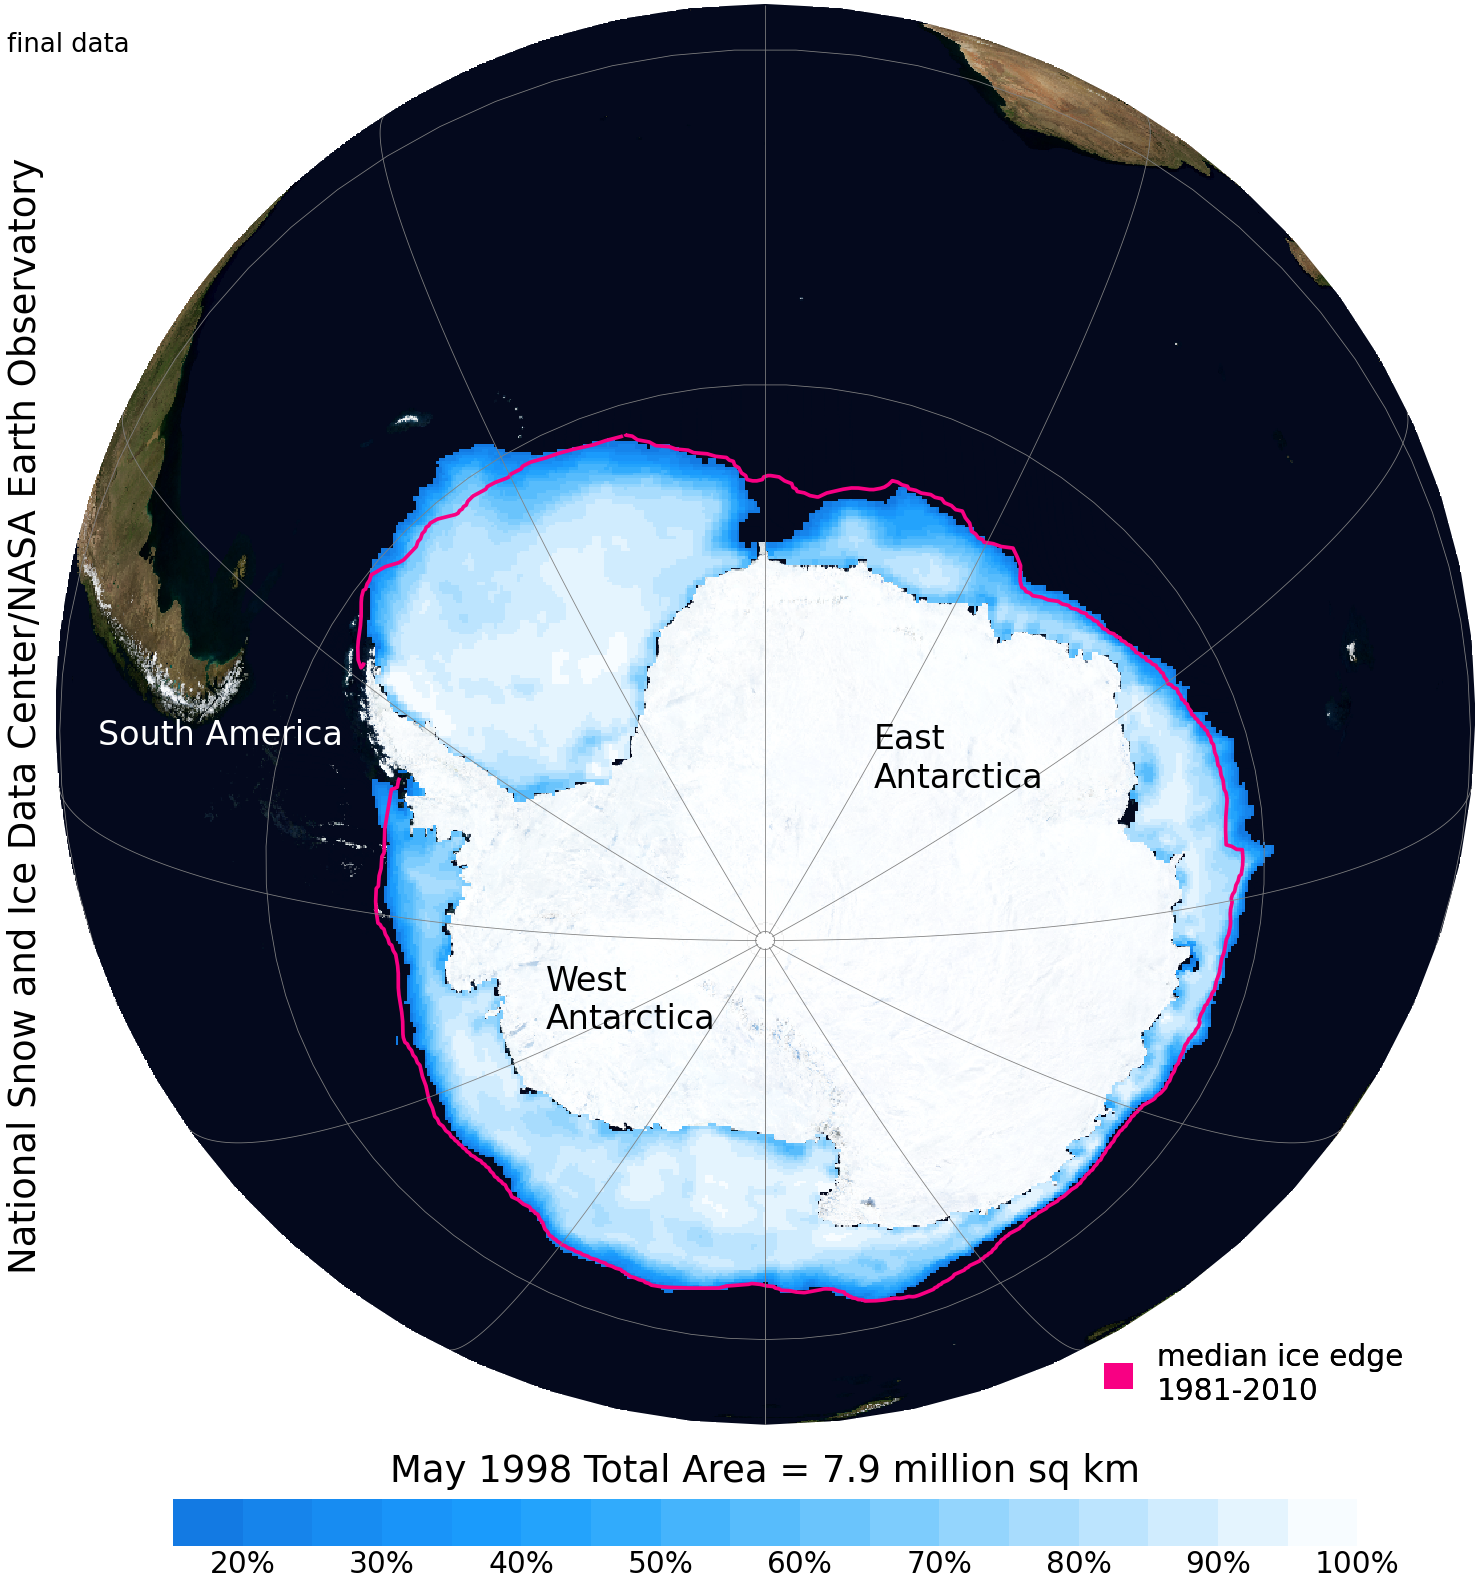 final data
National Snow and Ice Data Center/NASA Earth Observatory
South America
East
Antarctica
West
Antarctica
median ice edge
1981-2010
May 1998 Total Area = 7.9 million sq km
20% 30% 40% 50% 60% 70% 80% 90% 100%